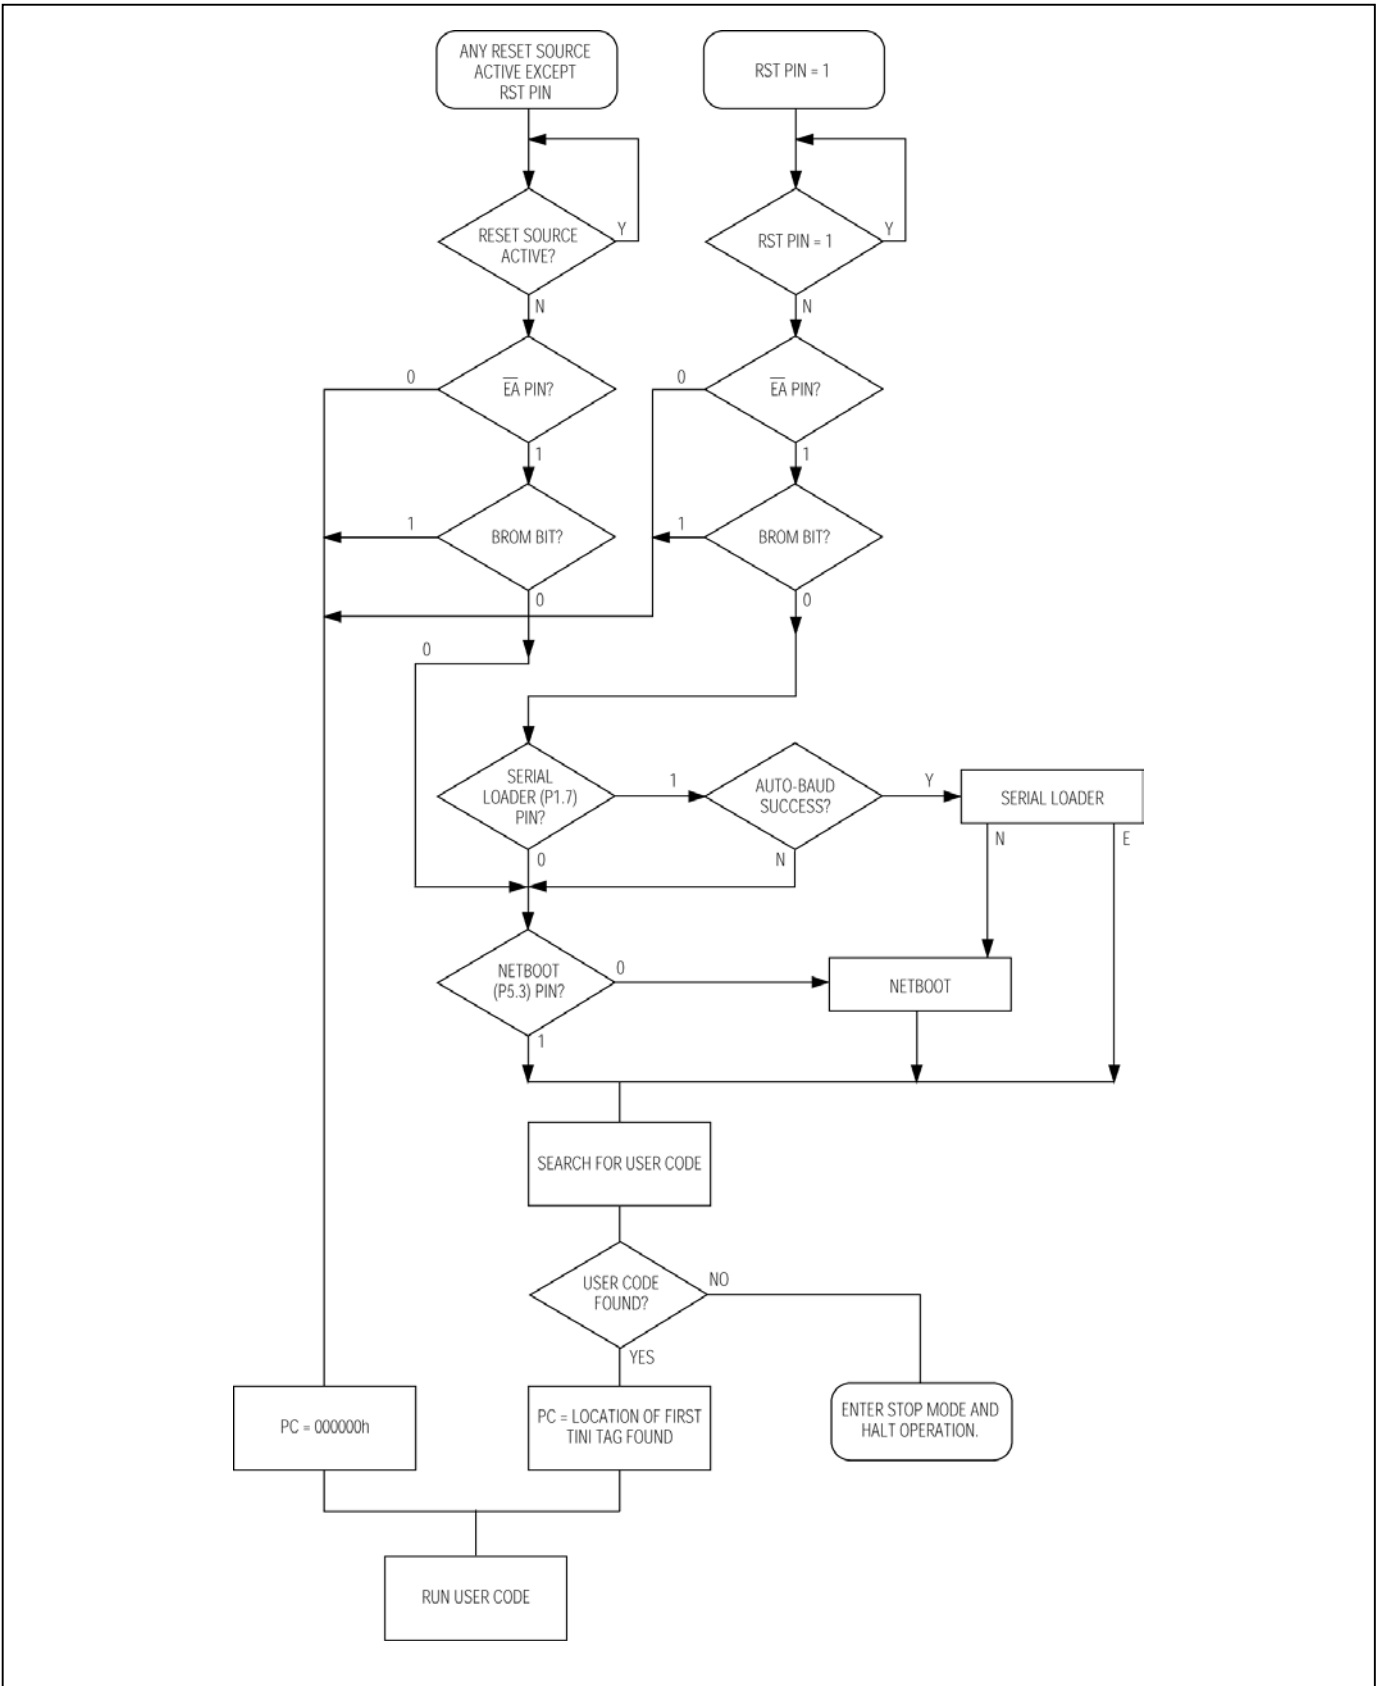 ANY RESET SOURCE
ACTIVE EXCEPT
RST PIN
RST PIN = 1
RESET SOURCE
ACTIVE?
Y
RST PIN = 1
Y
N
N
0
EA PIN?
0
EA PIN?
1
1
1
BROM BIT?
1
BROM BIT?
0
0
0
SERIAL
LOADER (P1.7)
PIN?
1
AUTO-BAUD
SUCCESS?
Y
SERIAL LOADER
0
N
N
E
NETBOOT
(P5.3) PIN?
0
NETBOOT
1
SEARCH FOR USER CODE
USER CODE
FOUND?
NO
YES
PC = 000000h
PC = LOCATION OF FIRST
TINI TAG FOUND
ENTER STOP MODE AND
HALT OPERATION.
RUN USER CODE